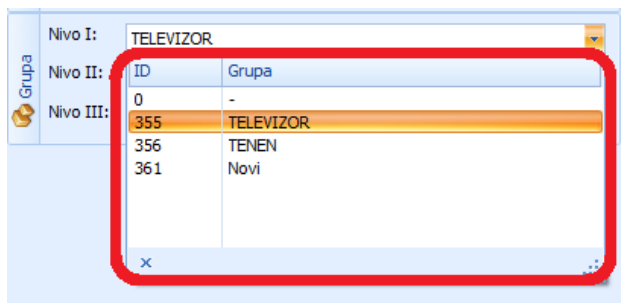 Grupa
Nivo I: TELEVIZOR
Nivo II:
Nivo III:
ID Grupa
0 -
355 TELEVIZOR
356 TENEN
361 Novi